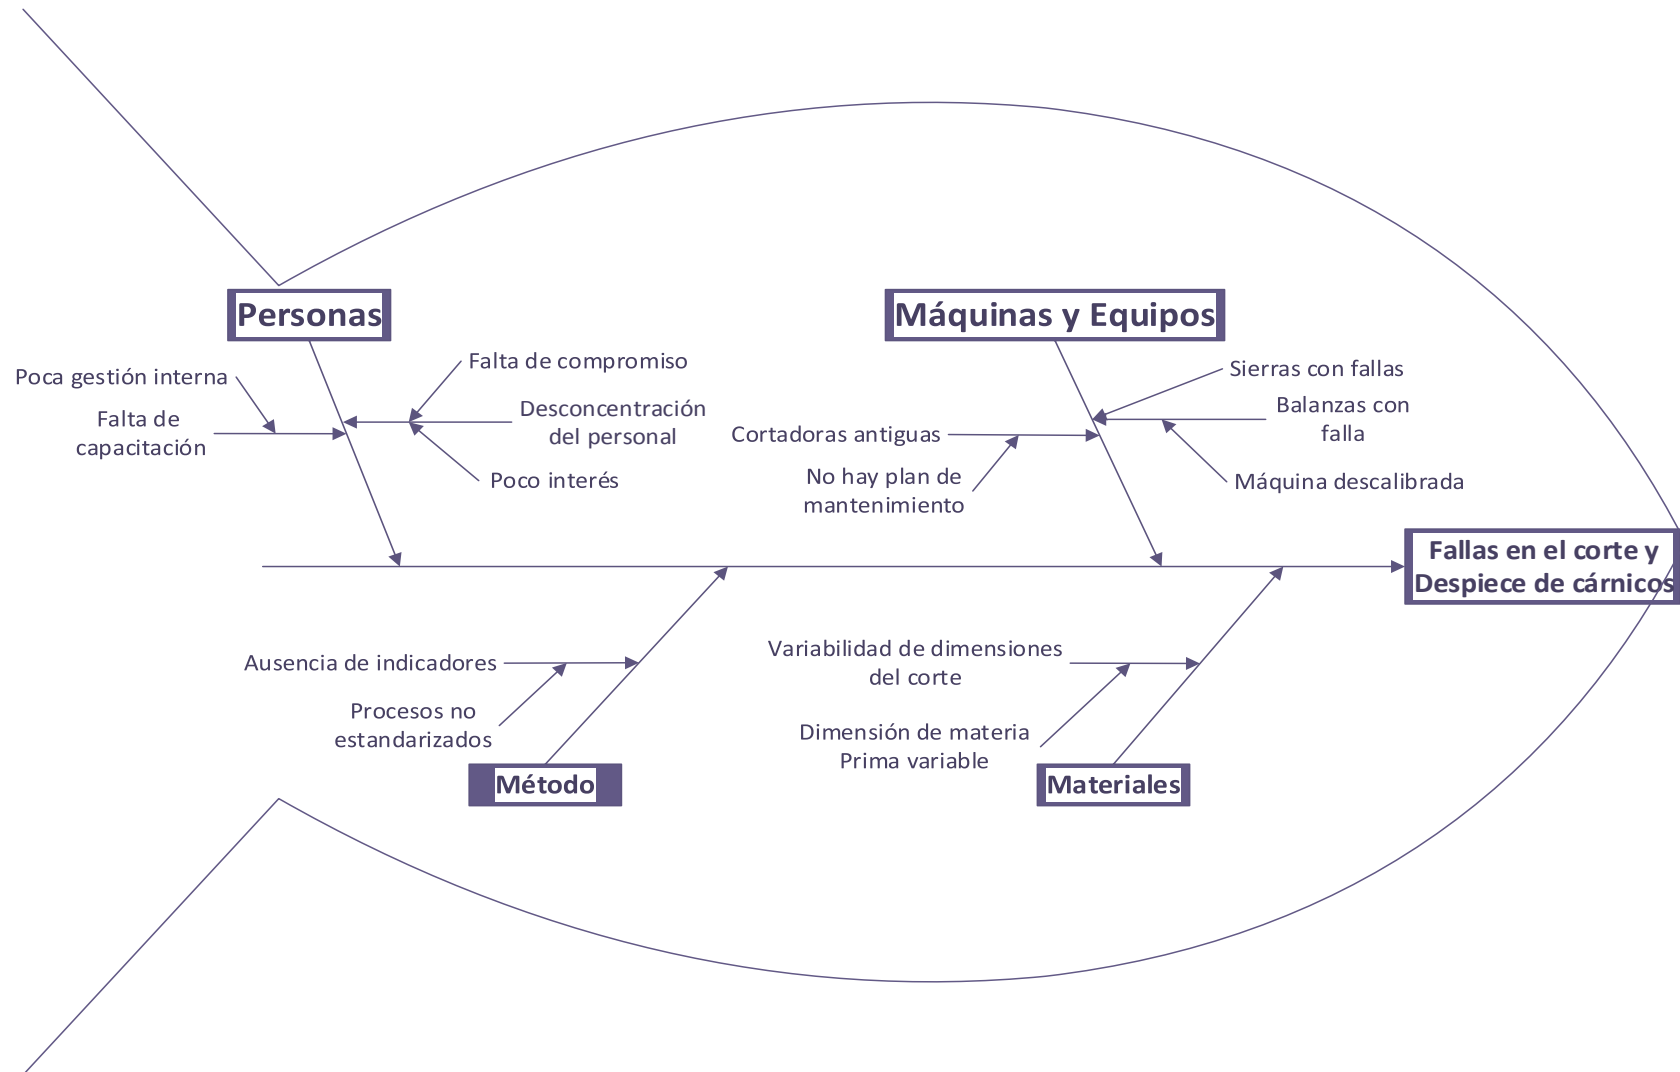 Personas
Máquinas y Equipos
Poca gestión interna
Falta de
capacitación
Falta de compromiso
Desconcentración
del personal
Poco interés
Cortadoras antiguas
No hay plan de
mantenimiento
Sierras con fallas
Balanzas con
falla
Máquina descalibrada
Fallas en el corte y
Despiece de cárnicos
Ausencia de indicadores
Procesos no
estandarizados
Variabilidad de dimensiones
del corte
Dimensión de materia
Prima variable
Método
Materiales